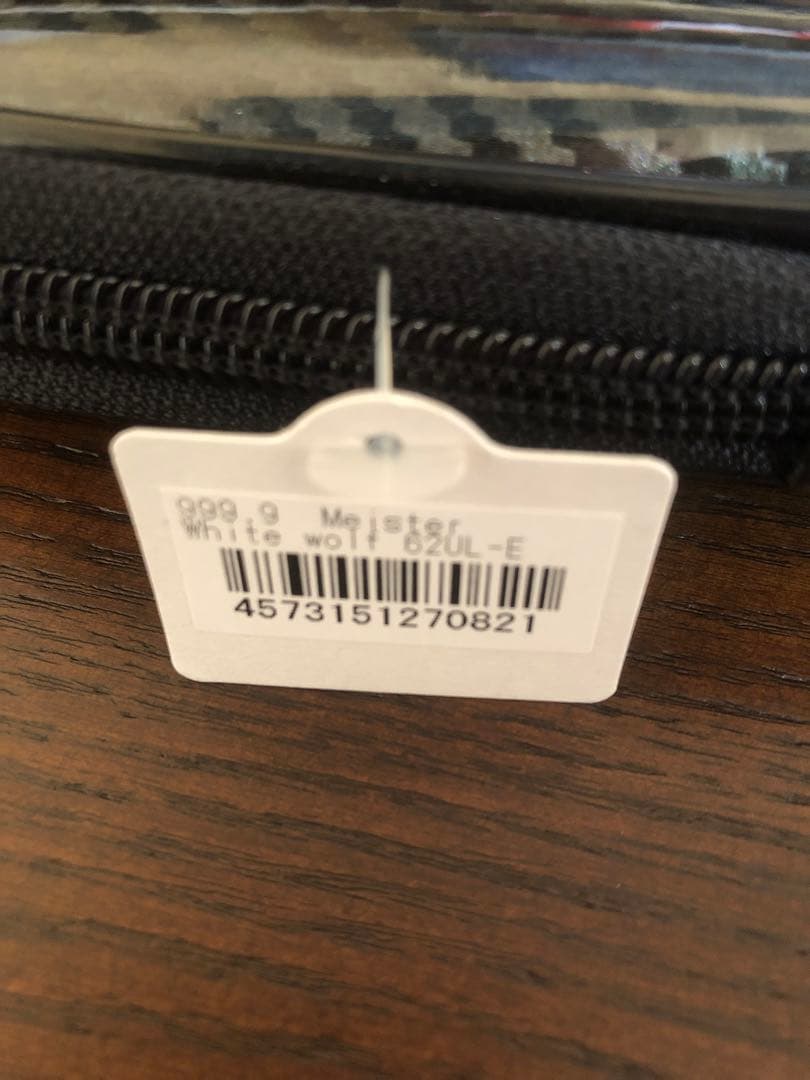 999.9 Meister
White wolf 62UL-E
4573151270821